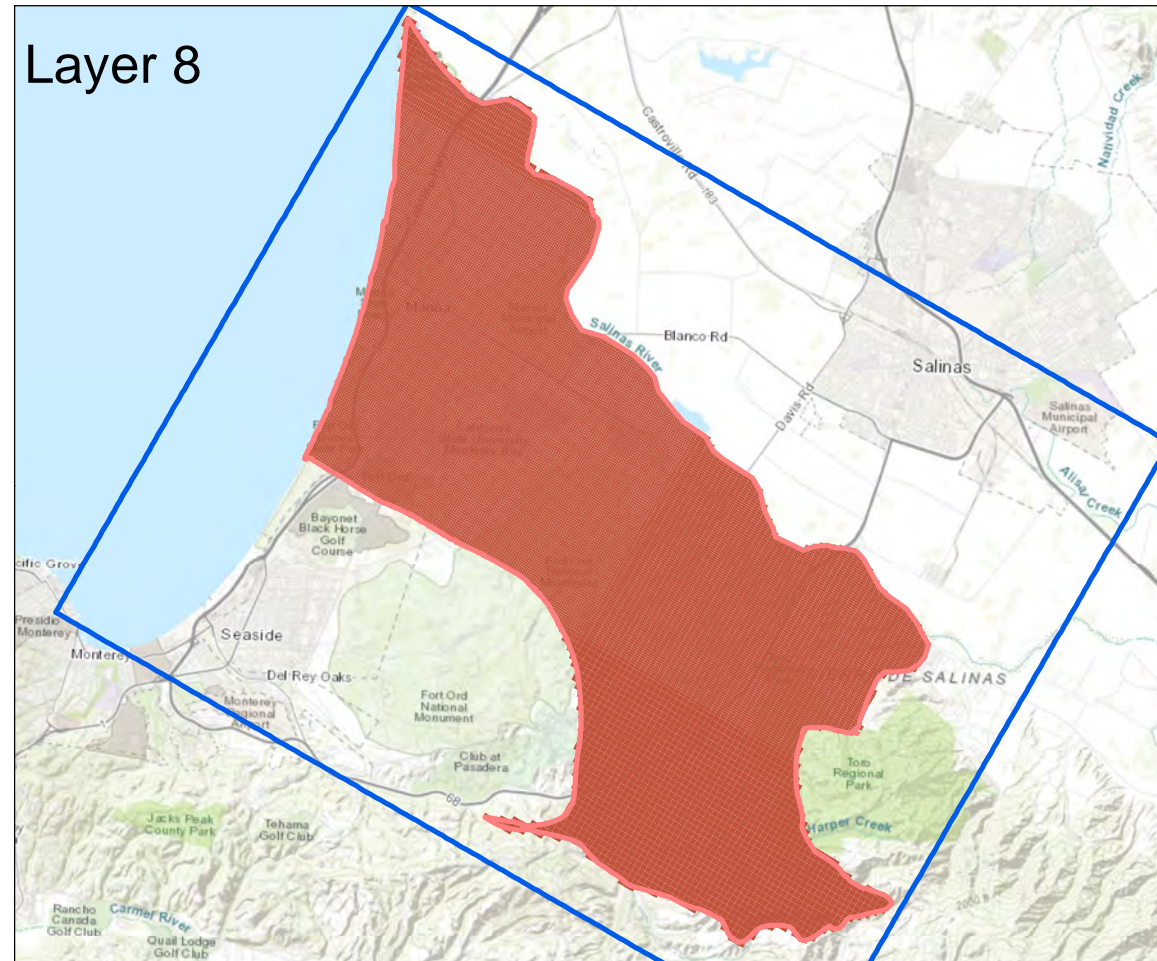 Layer 8
Natividad Creek
Castroville Rd
183
Marina
Salinas River
Blanco Rd
Salinas
Davis Rd
Salinas
Municipal
Airport
Alisal Creek
Bayonet
Black Horse
Golf
Course
cific Grove
Presidio
Monterey
Monterey
Seaside
Del Rey Oaks
DE SALINAS
Monterey
Regional
Airport
Fort Ord
National
Monument
Club at
Pasadera
Toro
Regional
Park
68
Jacks Peak
County Park
Tehama
Golf Club
Harper Creek
Rancho
Canada
Golf Club
Carmel River
Quail Lodge
Golf Club